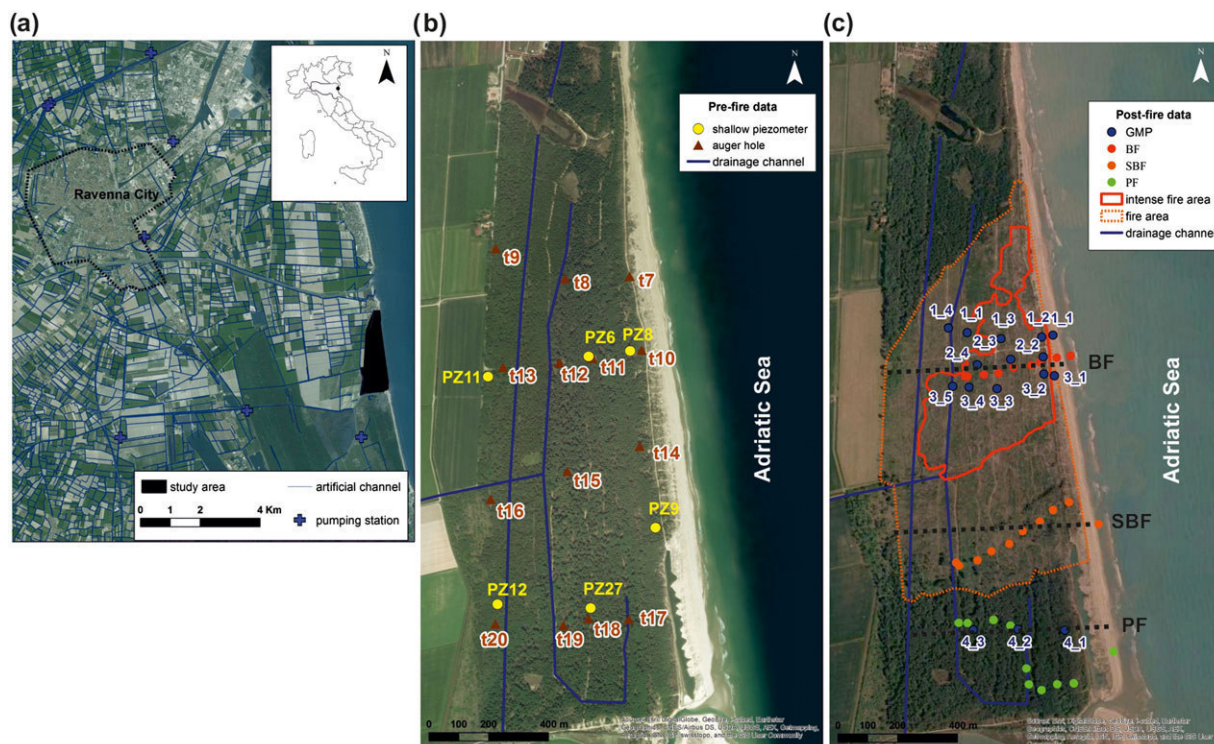 (a)
N
Ravenna City
study area
artificial channel
0 1 2 4 Km
pumping station
(b)
N
Pre-fire data
shallow piezometer
auger hole
drainage channel
t9
t8
t7
PZ6
PZ8
t10
t11
t12
t13
PZ11
t14
t15
t16
PZ9
PZ12
PZ27
t17
t18
t19
t20
Adriatic Sea
0 100 200 400 m
(c)
N
Post-fire data
GMP
BF
SBF
PF
intense fire area
fire area
drainage channel
1_4
1_1
1_3
1_2
1_1
2_3
2_2
2_4
BF
3_5
3_4
3_3
3_2
3_1
Adriatic Sea
SBF
PF
4_3
4_2
4_1
0 100 200 400 m